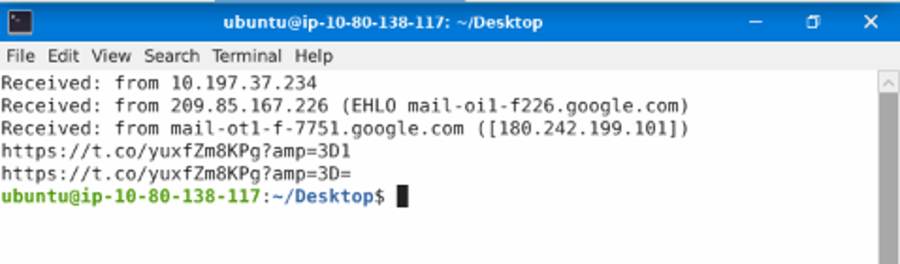 ubuntu@ip-10-80-138-117: ~/Desktop
File Edit View Search Terminal Help
Received: from 10.197.37.234
Received: from 209.85.167.226 (EHLO mail-oi1-f226.google.com)
Received: from mail-ot1-f-7751.google.com ([180.242.199.101])
https://t.co/yuxfZm8KPg?amp=3D1
https://t.co/yuxfZm8KPg?amp=3D=
ubuntu@ip-10-80-138-117:~/Desktop$